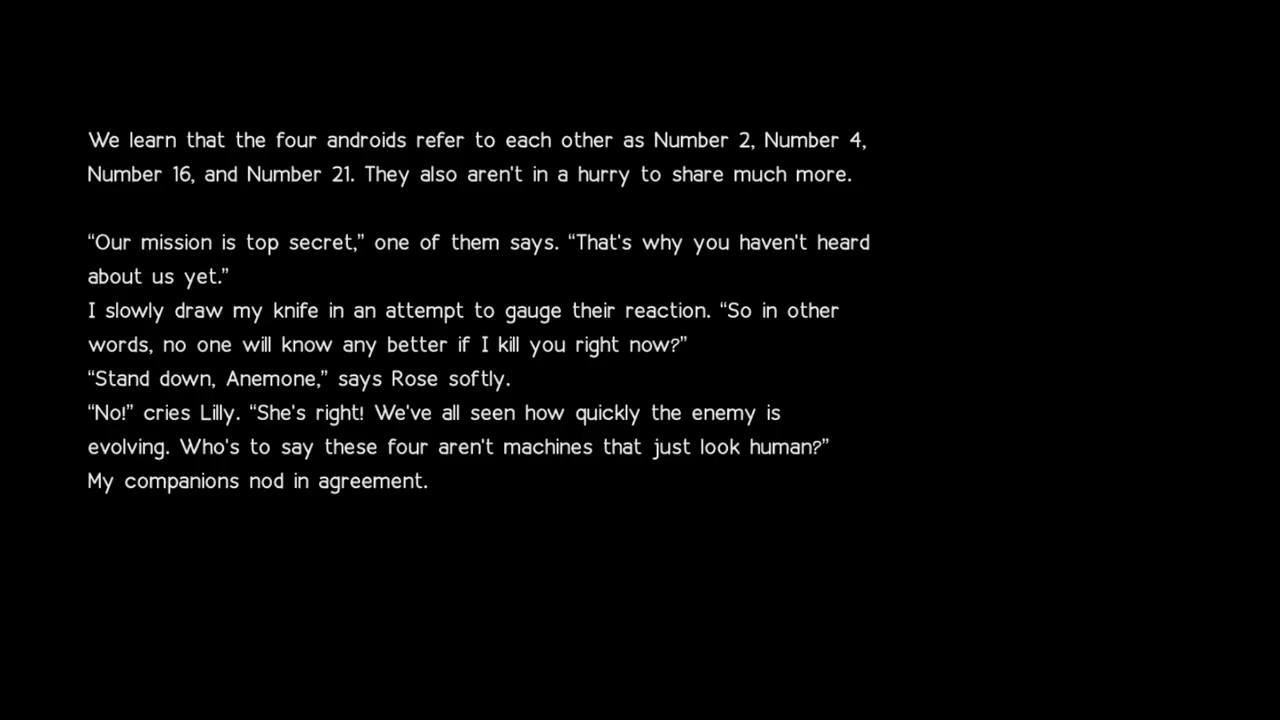 We learn that the four androids refer to each other as Number 2, Number 4,
Number 16, and Number 21. They also aren't in a hurry to share much more.
“Our mission is top secret,” one of them says. “That's why you haven't heard
about us yet.”
I slowly draw my knife in an attempt to gauge their reaction. “So in other
words, no one will know any better if I kill you right now?”
“Stand down, Anemone,” says Rose softly.
“No!” cries Lilly. “She's right! We've all seen how quickly the enemy is
evolving. Who's to say these four aren't machines that just look human?”
My companions nod in agreement.